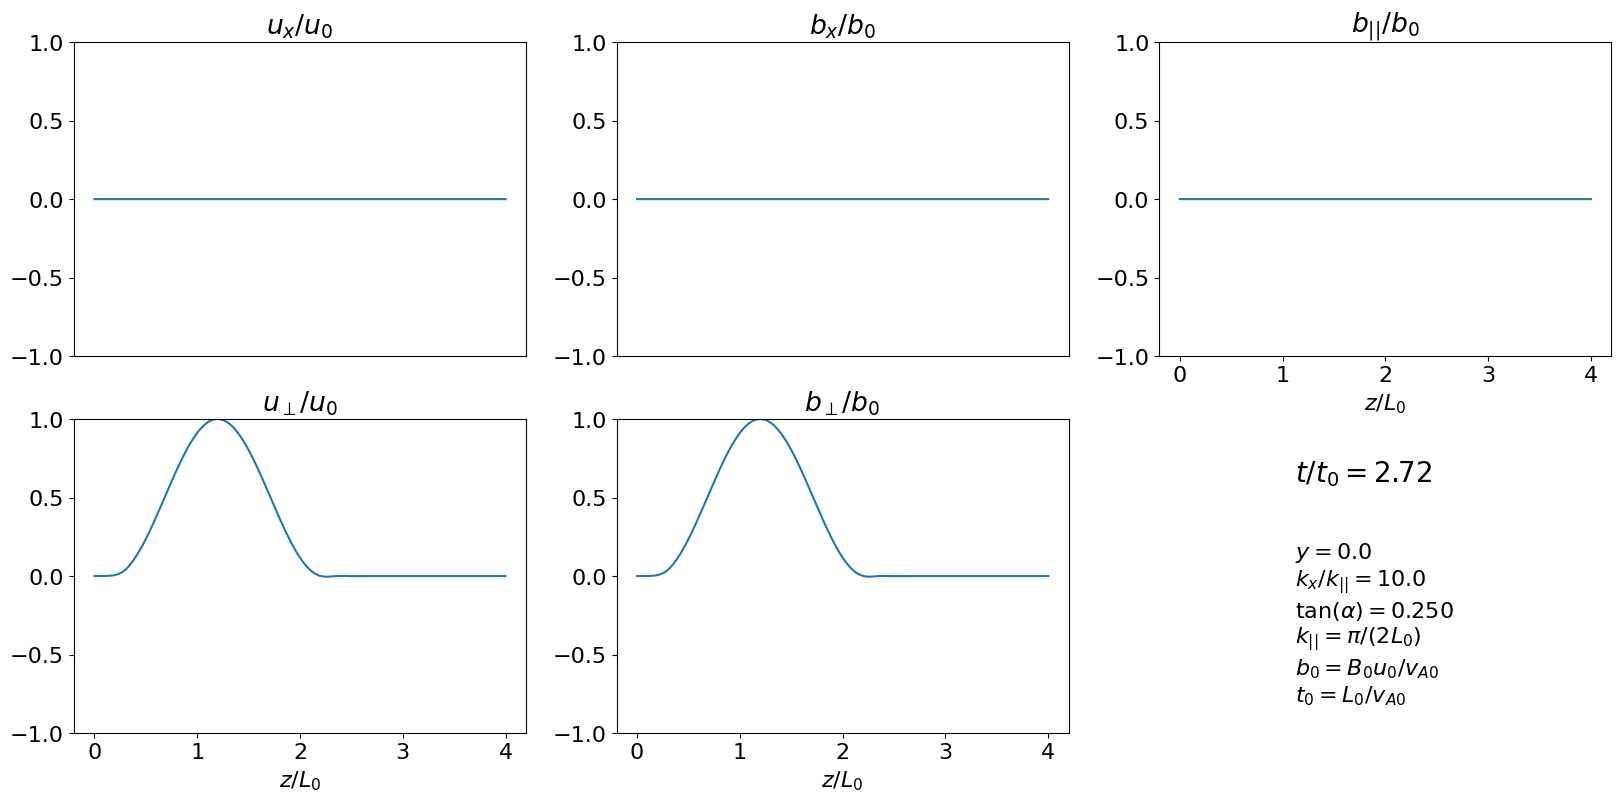 u_x/u_0
b_x/b_0
b_{||}/b_0
1.0
0.5
0.0
−0.5
−1.0
1.0
0.5
0.0
−0.5
−1.0
1.0
0.5
0.0
−0.5
−1.0
0 1 2 3 4
z/L_0
u_⊥/u_0
b_⊥/b_0
1.0
0.5
0.0
−0.5
−1.0
0 1 2 3 4
z/L_0
1.0
0.5
0.0
−0.5
−1.0
0 1 2 3 4
z/L_0
t/t_0 = 2.72
y = 0.0
k_x/k_{||} = 10.0
tan(α) = 0.250
k_{||} = π/(2L_0)
b_0 = B_0u_0/v_{A0}
t_0 = L_0/v_{A0}